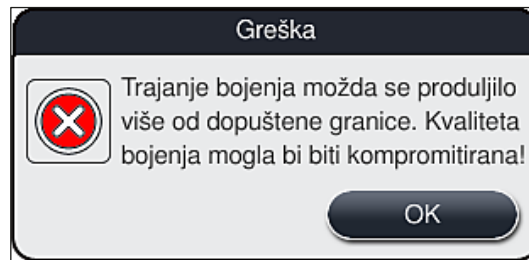 Greška
Trajanje bojenja možda se produljilo
više od dopuštene granice. Kvaliteta
bojenja mogla bi biti kompromitirana!
OK